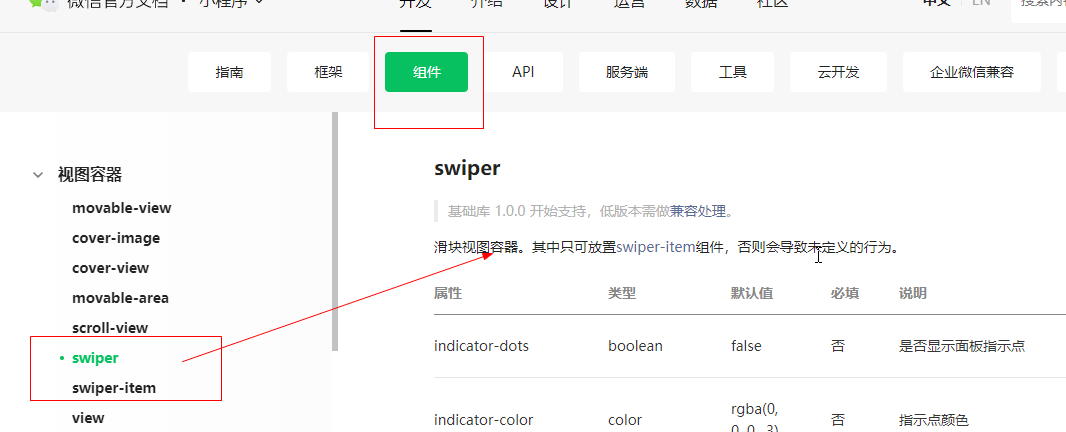 微信官方文档 · 小程序
开发 介绍 设计 运营 数据 社区 中文 EN 搜索内容
指南 框架 组件 API 服务端 工具 云开发 企业微信兼容
视图容器
movable-view
cover-image
cover-view
movable-area
scroll-view
swiper
swiper-item
view
swiper
基础库 1.0.0 开始支持，低版本需做兼容处理。
滑块视图容器。其中只可放置swiper-item组件，否则会导致未定义的行为。
属性 类型 默认值 必填 说明
indicator-dots boolean false 否 是否显示面板指示点
indicator-color color rgba(0, 0, 0, .3) 否 指示点颜色